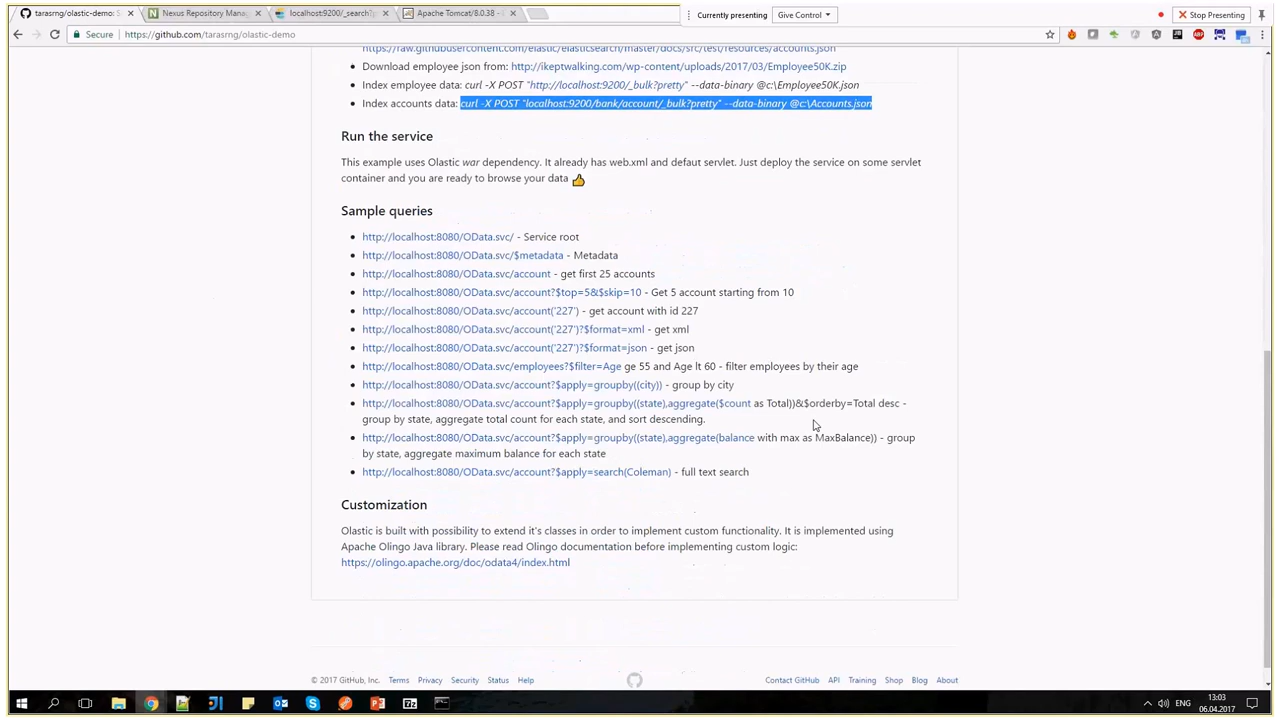 tarasrng/olastic-demo: S
Nexus Repository Mana
localhost:9200/_search?
Apache Tomcat/8.0.38 -
Currently presenting
Give Control
Stop Presenting
Secure
https://github.com/tarasrng/olastic-demo
https://raw.githubusercontent.com/elastic/elasticsearch/master/docs/src/test/resources/accounts.json
• Download employee json from: http://ikeptwalking.com/wp-content/uploads/2017/03/Employee50K.zip
• Index employee data: curl -X POST "http://localhost:9200/_bulk?pretty" --data-binary @c:\Employee50K.json
• Index accounts data: curl -X POST "localhost:9200/bank/account/_bulk?pretty" --data-binary @c:\Accounts.json
Run the service
This example uses Olastic war dependency. It already has web.xml and defaut servlet. Just deploy the service on some servlet
container and you are ready to browse your data 👍
Sample queries
• http://localhost:8080/OData.svc/ - Service root
• http://localhost:8080/OData.svc/$metadata - Metadata
• http://localhost:8080/OData.svc/account - get first 25 accounts
• http://localhost:8080/OData.svc/account?$top=5&$skip=10 - Get 5 account starting from 10
• http://localhost:8080/OData.svc/account('227') - get account with id 227
• http://localhost:8080/OData.svc/account('227')?$format=xml - get xml
• http://localhost:8080/OData.svc/account('227')?$format=json - get json
• http://localhost:8080/OData.svc/employees?$filter=Age ge 55 and Age lt 60 - filter employees by their age
• http://localhost:8080/OData.svc/account?$apply=groupby((city)) - group by city
• http://localhost:8080/OData.svc/account?$apply=groupby((state),aggregate($count as Total))&$orderby=Total desc -
group by state, aggregate total count for each state, and sort descending.
• http://localhost:8080/OData.svc/account?$apply=groupby((state),aggregate(balance with max as MaxBalance)) - group
by state, aggregate maximum balance for each state
• http://localhost:8080/OData.svc/account?$apply=search(Coleman) - full text search
Customization
Olastic is built with possibility to extend it's classes in order to implement custom functionality. It is implemented using
Apache Olingo Java library. Please read Olingo documentation before implementing custom logic:
https://olingo.apache.org/doc/odata4/index.html
© 2017 GitHub, Inc.
Terms
Privacy
Security
Status
Help
Contact GitHub
API
Training
Shop
Blog
About
ENG
13:03
06.04.2017